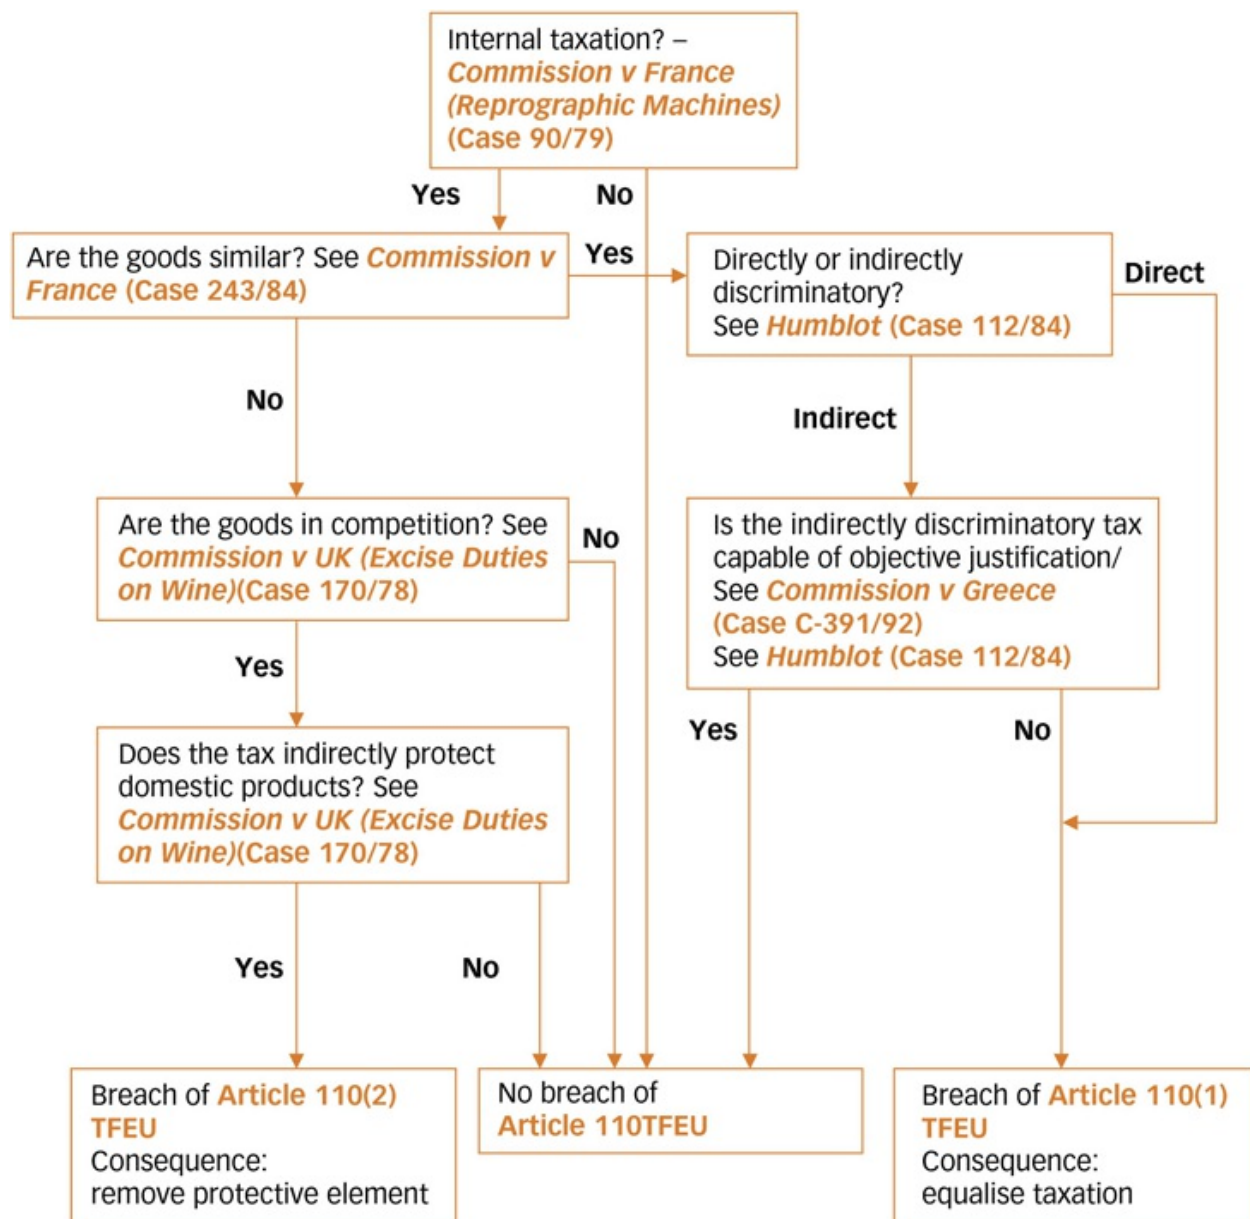 Internal taxation? –
Commission v France
(Reprographic Machines)
(Case 90/79)
Yes
No
Are the goods similar? See Commission v
France (Case 243/84)
Yes
Directly or indirectly
discriminatory?
See Humblot (Case 112/84)
Direct
No
Indirect
Are the goods in competition? See
Commission v UK (Excise Duties
on Wine)(Case 170/78)
No
Is the indirectly discriminatory tax
capable of objective justification/
See Commission v Greece
(Case C-391/92)
See Humblot (Case 112/84)
Yes
Yes
No
Does the tax indirectly protect
domestic products? See
Commission v UK (Excise Duties
on Wine)(Case 170/78)
Yes
No
Breach of Article 110(2)
TFEU
Consequence:
remove protective element
No breach of
Article 110TFEU
Breach of Article 110(1)
TFEU
Consequence:
equalise taxation